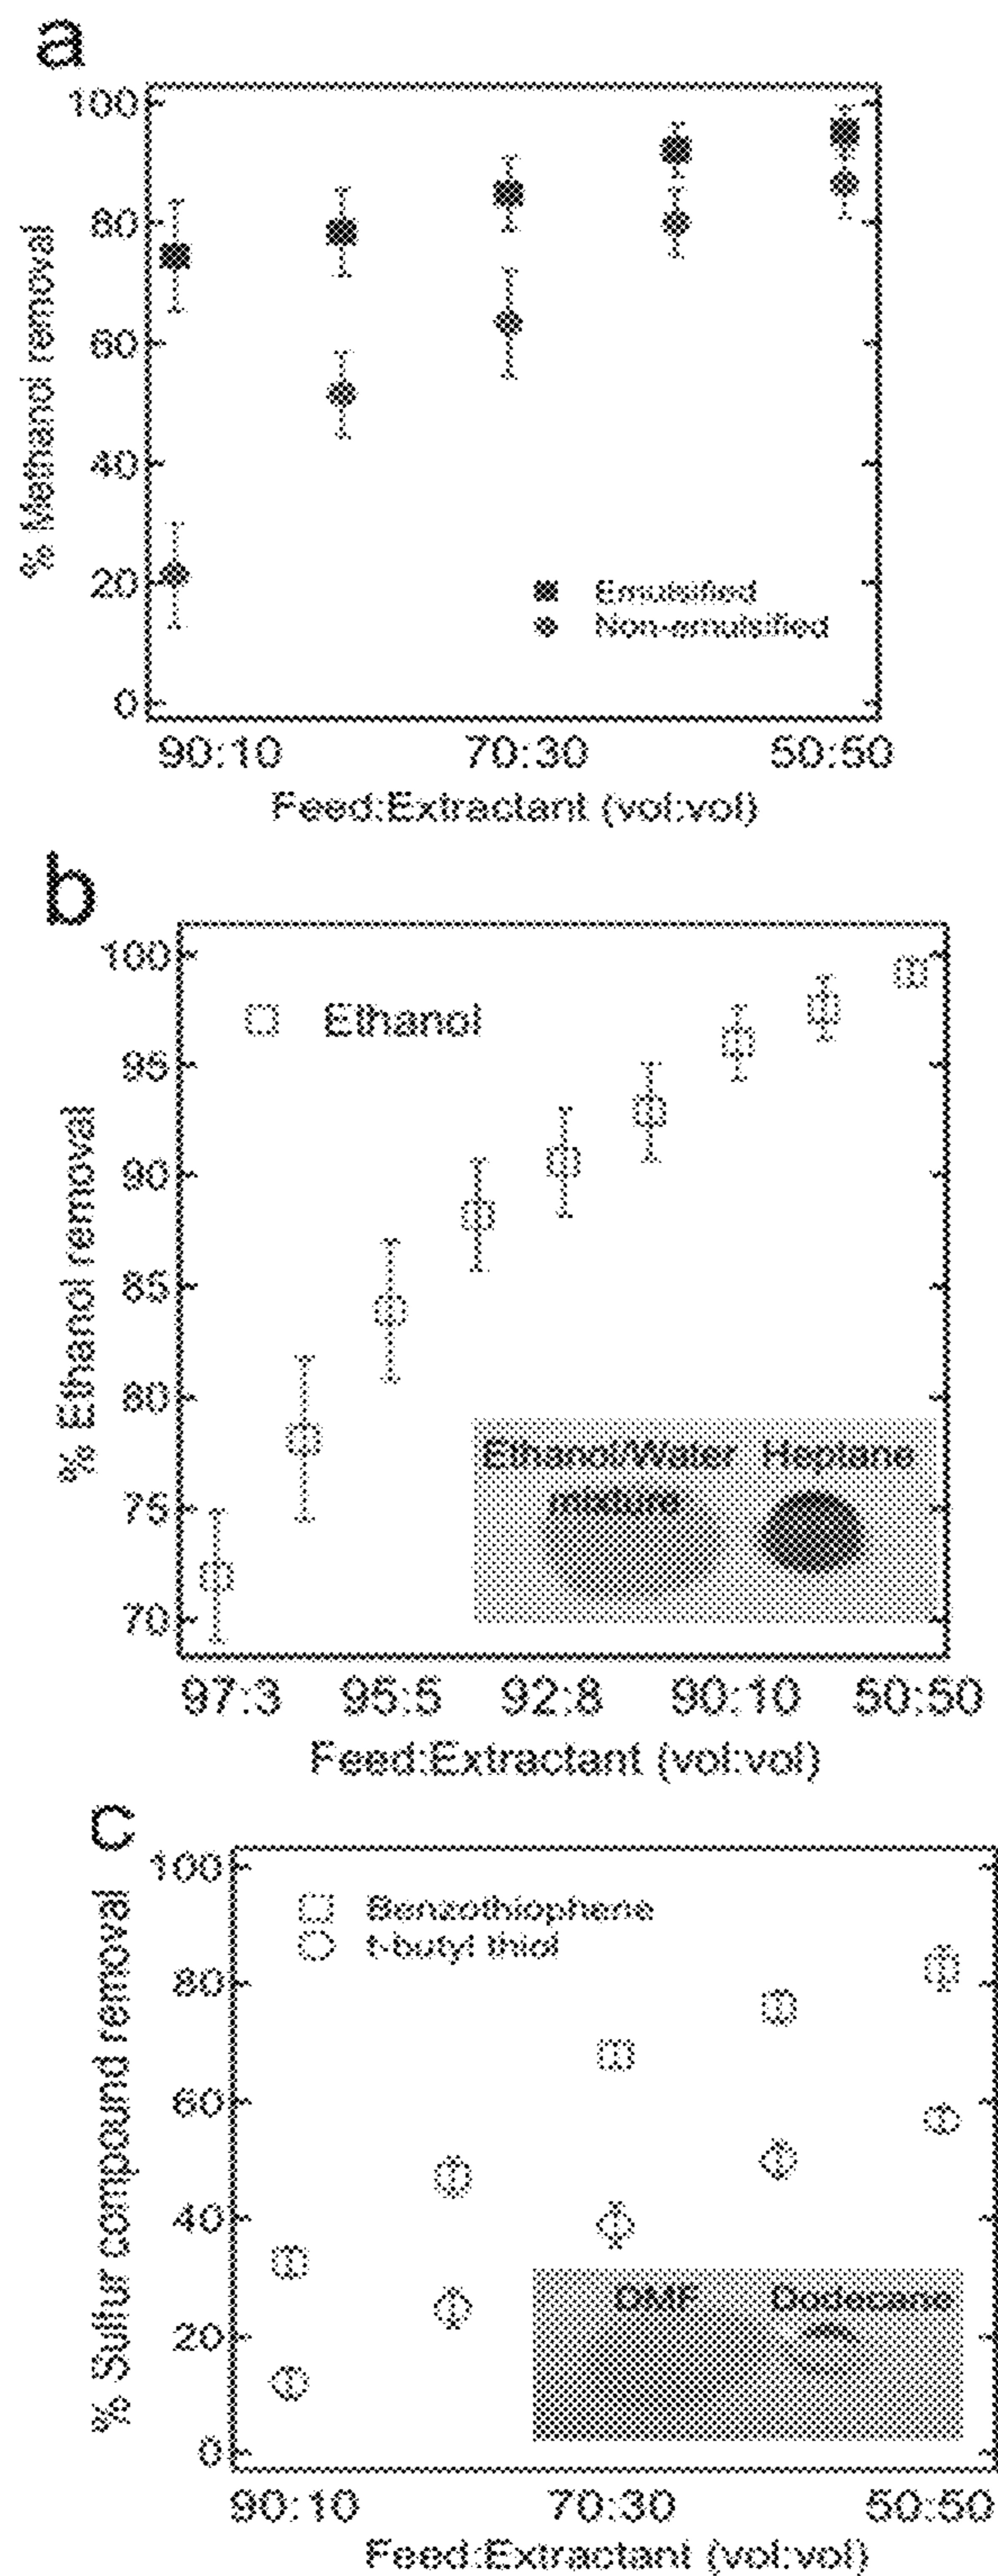 a
100
80
60
40
20
0
% Methanol removal
Emulsified
Non-emulsified
90:10 70:30 50:50
Feed:Extractant (vol:vol)
b
100
95
90
85
80
75
70
% Ethanol removal
Ethanol
Ethanol/Water Heptane
mixture
97:3 95:5 92:8 90:10 50:50
Feed:Extractant (vol:vol)
c
100
80
60
40
20
0
% Sulfur compound removal
Benzothiophene
t-butyl thiol
DMF Dodecane
90:10 70:30 50:50
Feed:Extractant (vol:vol)